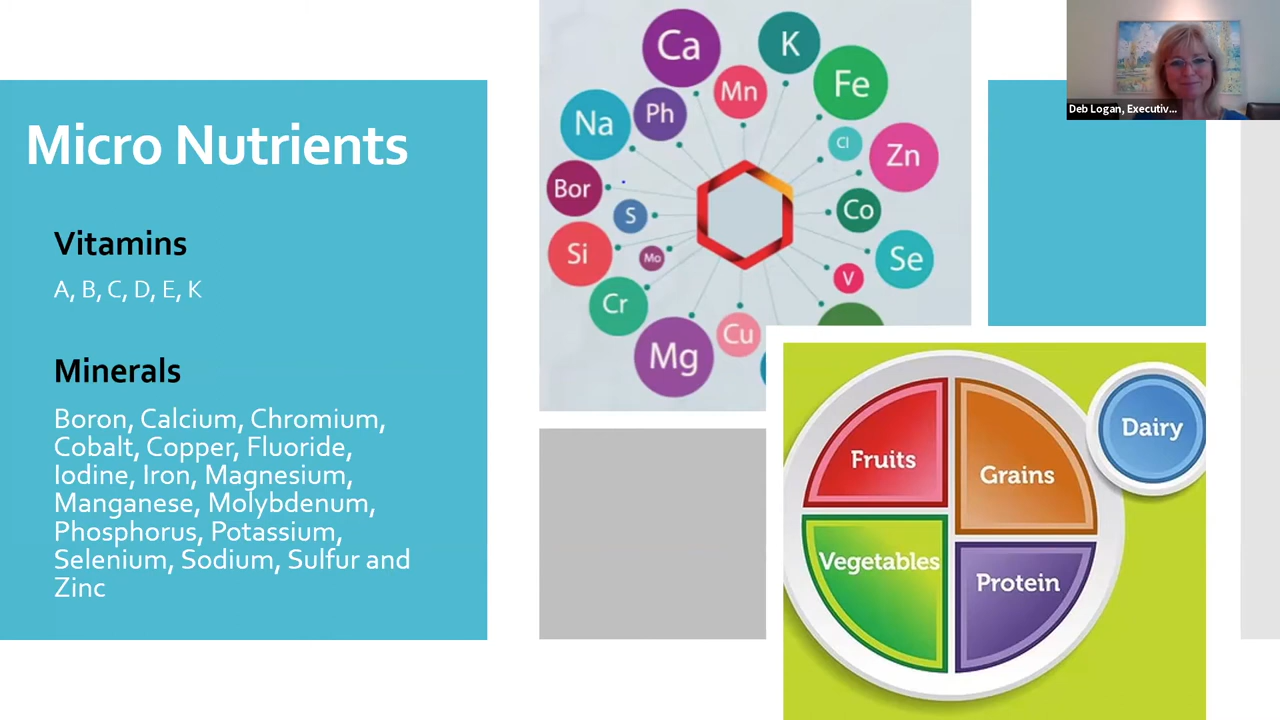 Micro Nutrients
Vitamins
A, B, C, D, E, K
Minerals
Boron, Calcium, Chromium,
Cobalt, Copper, Fluoride,
Iodine, Iron, Magnesium,
Manganese, Molybdenum,
Phosphorus, Potassium,
Selenium, Sodium, Sulfur and
Zinc
Ca
K
Mn
Fe
Na
Ph
Cl
Zn
Bor
S
Co
Si
Mo
Se
V
Cr
Cu
Mg
Fruits
Grains
Dairy
Vegetables
Protein
Deb Logan, Executiv...